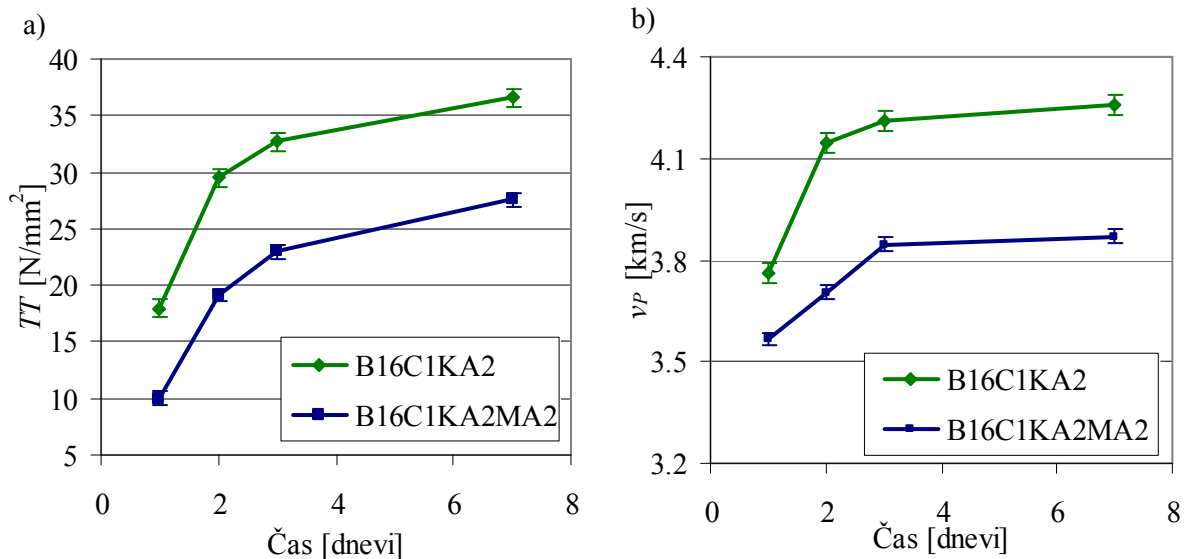 a)
TT [N/mm²]
40
35
30
25
20
15
10
5
0 2 4 6 8
Čas [dnevi]
B16C1KA2
B16C1KA2MA2
b)
vP [km/s]
4.4
4.1
3.8
3.5
3.2
0 2 4 6 8
Čas [dnevi]
B16C1KA2
B16C1KA2MA2